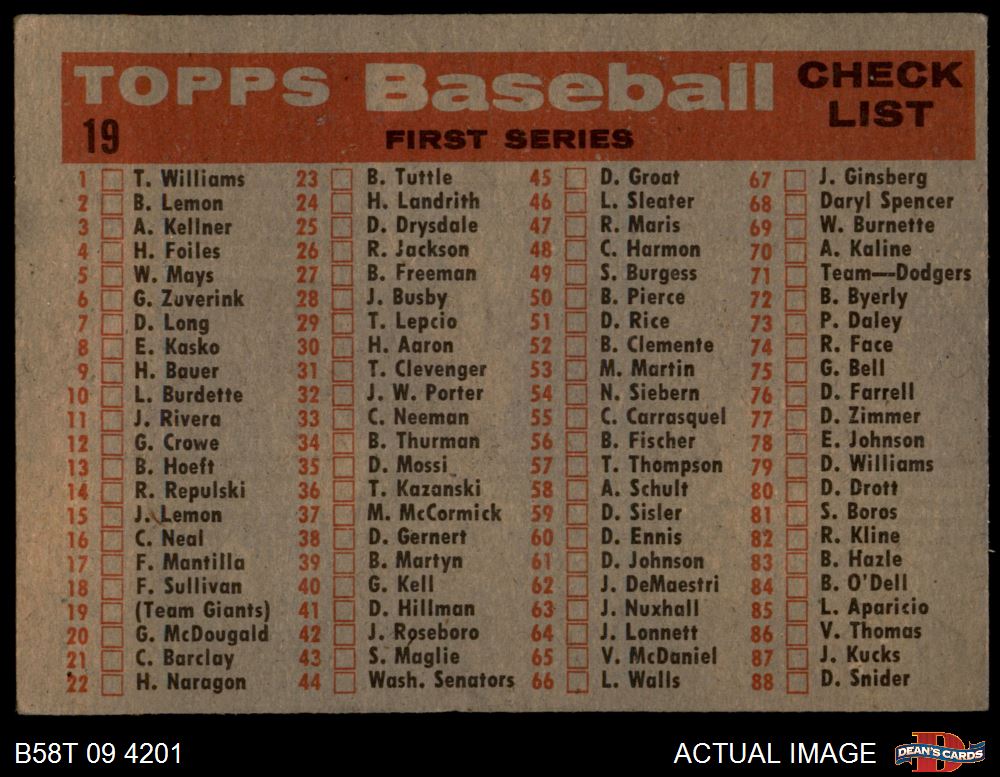 TOPPS Baseball CHECK LIST
19 FIRST SERIES
1 T. Williams 23 B. Tuttle 45 D. Groat 67 J. Ginsberg
2 B. Lemon 24 H. Landrith 46 L. Sleater 68 Daryl Spencer
3 A. Kellner 25 D. Drysdale 47 R. Maris 69 W. Burnette
4 H. Foiles 26 R. Jackson 48 C. Harmon 70 A. Kaline
5 W. Mays 27 B. Freeman 49 S. Burgess 71 Team—Dodgers
6 G. Zuverink 28 J. Busby 50 B. Pierce 72 B. Byerly
7 D. Long 29 T. Lepcio 51 D. Rice 73 P. Daley
8 E. Kasko 30 H. Aaron 52 B. Clemente 74 R. Face
9 H. Bauer 31 T. Clevenger 53 M. Martin 75 G. Bell
10 L. Burdette 32 J. W. Porter 54 N. Siebern 76 D. Farrell
11 J. Rivera 33 C. Neeman 55 C. Carrasquel 77 D. Zimmer
12 G. Crowe 34 B. Thurman 56 B. Fischer 78 E. Johnson
13 B. Hoeft 35 D. Mossi 57 T. Thompson 79 D. Williams
14 R. Repulski 36 T. Kazanski 58 A. Schult 80 D. Drott
15 J. Lemon 37 M. McCormick 59 D. Sisler 81 S. Boros
16 C. Neal 38 D. Gernert 60 D. Ennis 82 R. Kline
17 F. Mantilla 39 B. Martyn 61 D. Johnson 83 B. Hazle
18 F. Sullivan 40 G. Kell 62 J. DeMaestri 84 B. O'Dell
19 (Team Giants) 41 D. Hillman 63 J. Nuxhall 85 L. Aparicio
20 G. McDougald 42 J. Roseboro 64 J. Lonnett 86 V. Thomas
21 C. Barclay 43 S. Maglie 65 V. McDaniel 87 J. Kucks
22 H. Naragon 44 Wash. Senators 66 L. Walls 88 D. Snider
B58T 09 4201 ACTUAL IMAGE DEAN'S CARDS